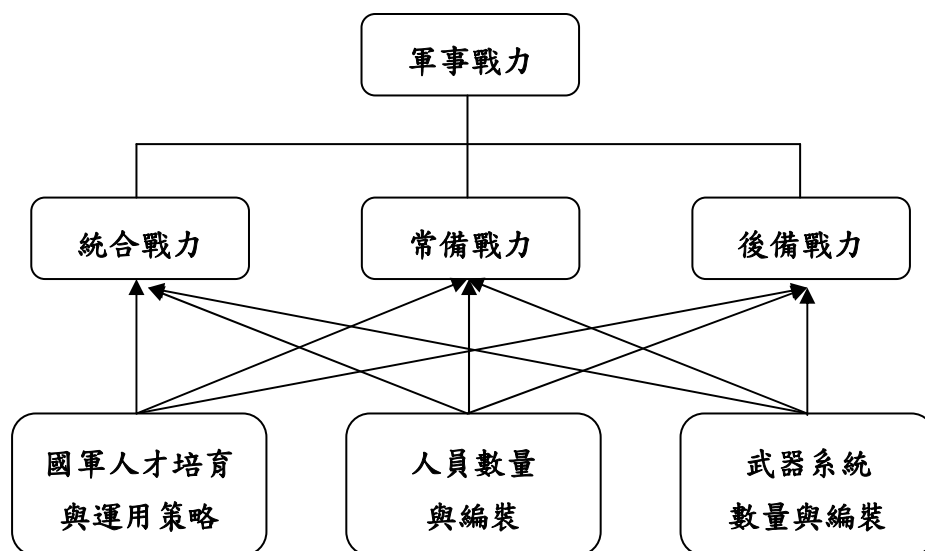 軍事戰力
統合戰力
常備戰力
後備戰力
國軍人才培育
與運用策略
人員數量
與編裝
武器系統
數量與編裝